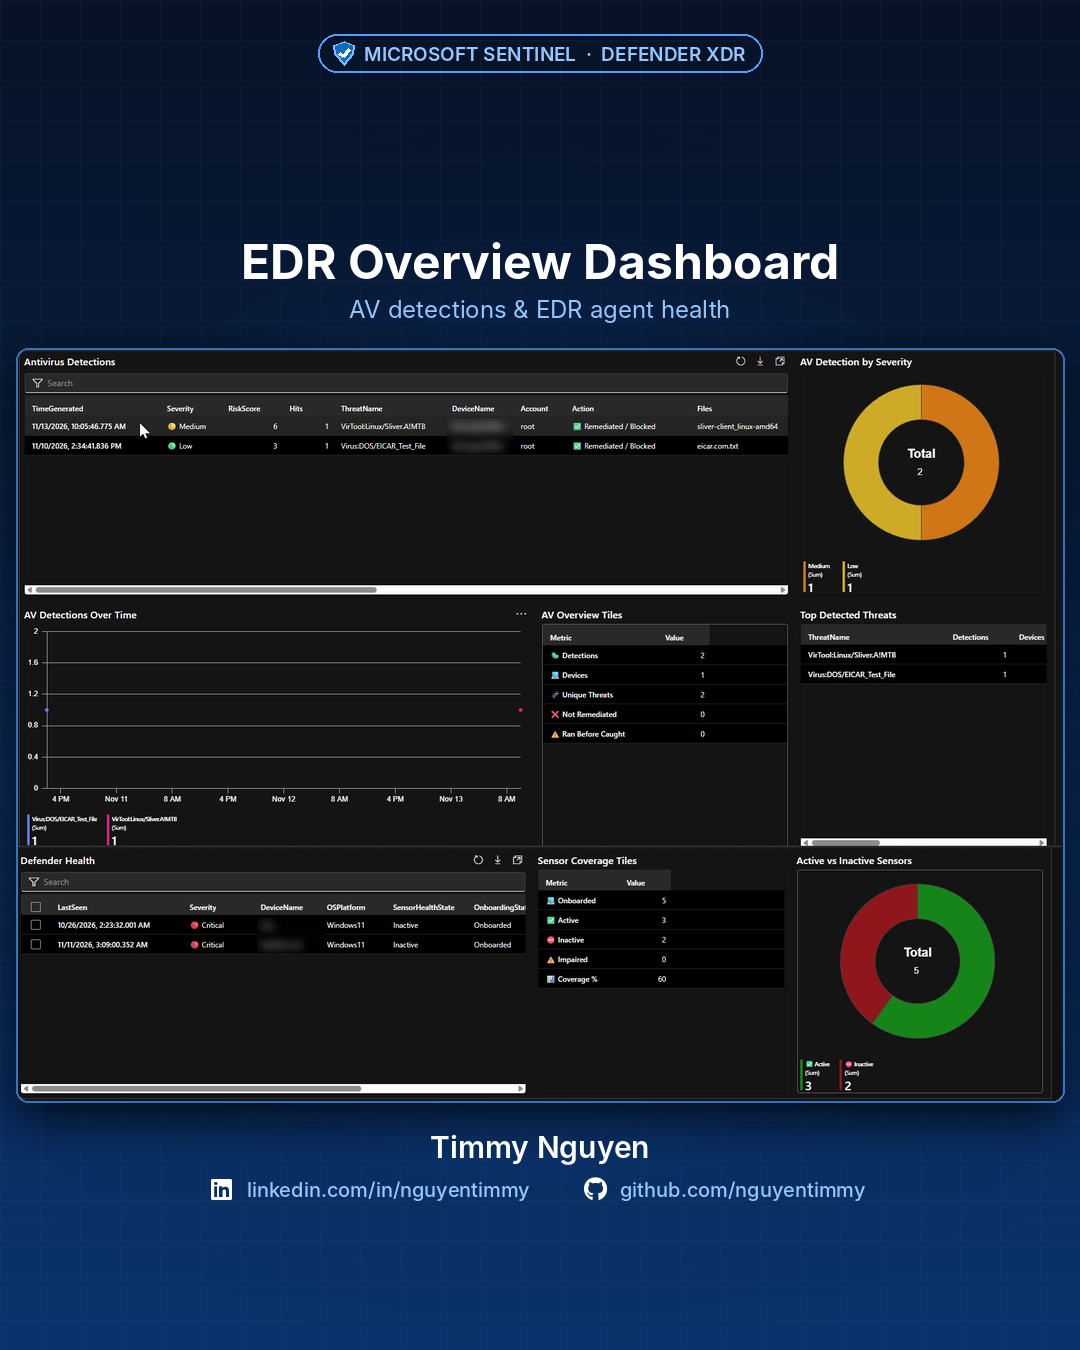 MICROSOFT SENTINEL · DEFENDER XDR
EDR Overview Dashboard
AV detections & EDR agent health
Antivirus Detections
Search
TimeGenerated Severity RiskScore Hits ThreatName DeviceName Account Action Files
11/13/2026, 10:05:46.775 AM Medium 6 1 VirTool:Linux/Sliver.A!MTB root Remediated / Blocked sliver-client_linux-amd64
11/10/2026, 2:34:41.836 PM Low 3 1 Virus:DOS/EICAR_Test_File root Remediated / Blocked eicar.com.txt
AV Detection by Severity
Total
2
Medium (Sum) 1
Low (Sum) 1
AV Detections Over Time
2
1.6
1.2
0.8
0.4
0
4 PM Nov 11 8 AM 4 PM Nov 12 8 AM 4 PM Nov 13 8 AM
Virus:DOS/EICAR_Test_File (Sum) 1
VirTool:Linux/Sliver.A!MTB (Sum) 1
AV Overview Tiles
Metric Value
Detections 2
Devices 1
Unique Threats 2
Not Remediated 0
Ran Before Caught 0
Top Detected Threats
ThreatName Detections Devices
VirTool:Linux/Sliver.A!MTB 1
Virus:DOS/EICAR_Test_File 1
Defender Health
Search
LastSeen Severity DeviceName OSPlatform SensorHealthState OnboardingStat
10/26/2026, 2:23:32.001 AM Critical Windows11 Inactive Onboarded
11/11/2026, 3:09:00.352 AM Critical Windows11 Inactive Onboarded
Sensor Coverage Tiles
Metric Value
Onboarded 5
Active 3
Inactive 2
Impaired 0
Coverage % 60
Active vs Inactive Sensors
Total
5
Active (Sum) 3
Inactive (Sum) 2
Timmy Nguyen
linkedin.com/in/nguyentimmy
github.com/nguyentimmy